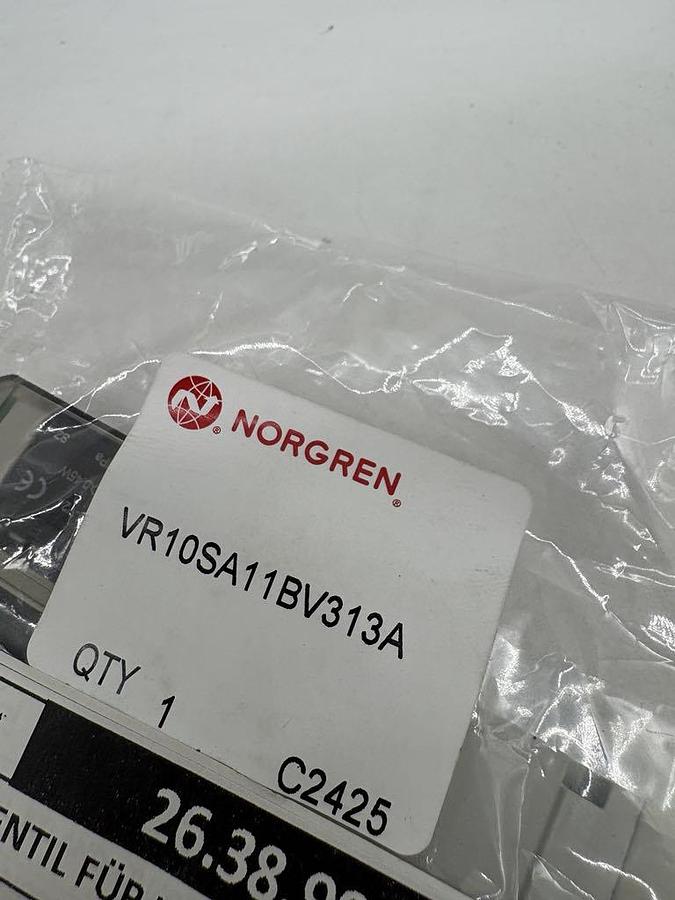 NORGREN®
VR10SA11BV313A
QTY 1
C2425
26.38.9
ENTIL FÜR